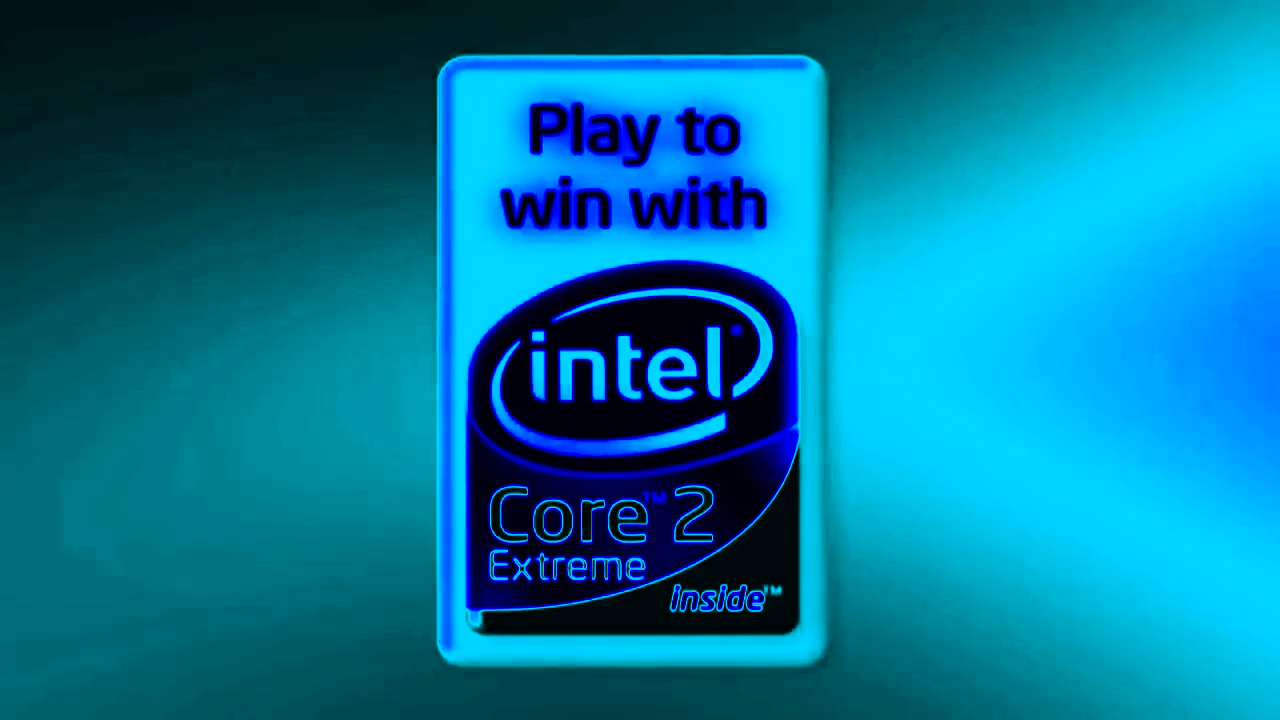 Play to
win with
intel®
Core™ 2
Extreme
inside™